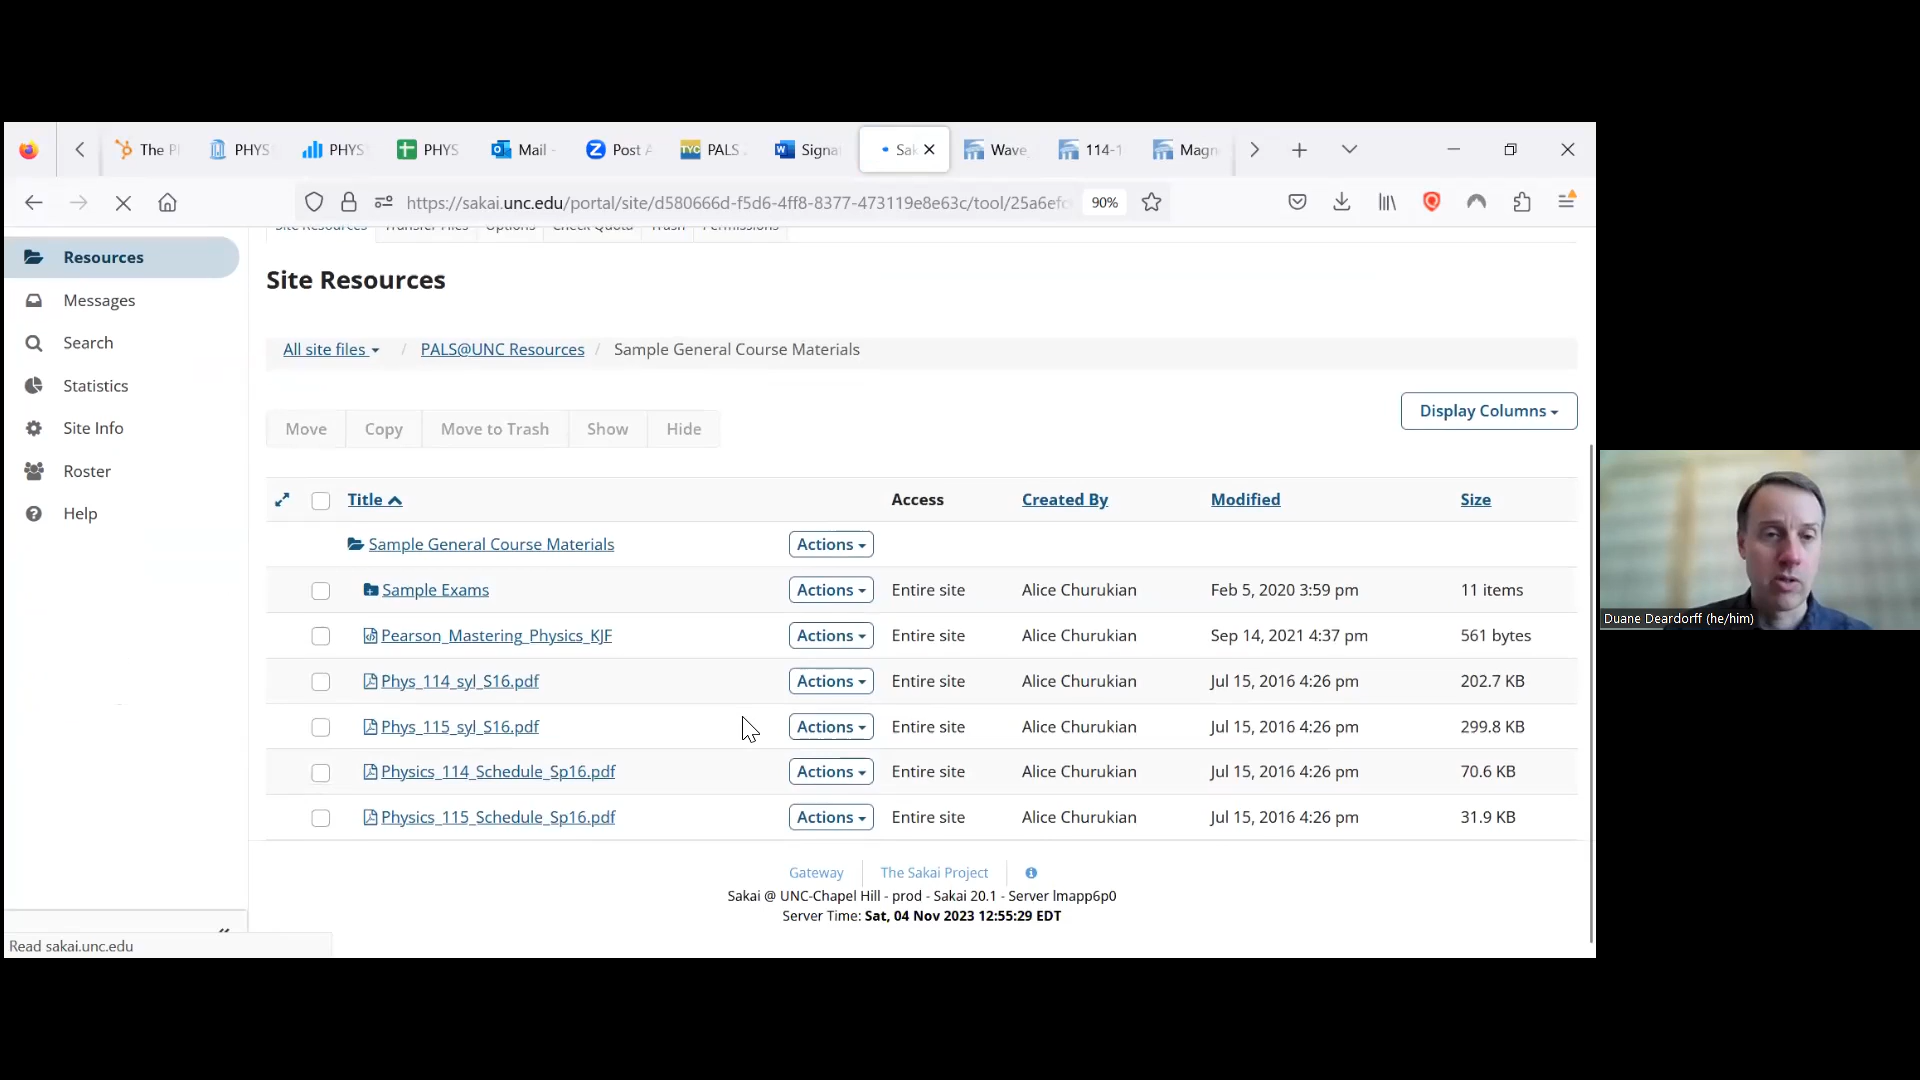 The P
PHYS
PHYS
PHYS
Mail -
Post A
PALS
Signa
Sak
Wave
114-1
Magn
https://sakai.unc.edu/portal/site/d580666d-f5d6-4ff8-8377-473119e8e63c/tool/25a6efc
90%
Site Resources Transfer Files Options Check Quota Trash Permissions
Resources
Messages
Search
Statistics
Site Info
Roster
Help
Site Resources
All site files / PALS@UNC Resources / Sample General Course Materials
Display Columns
Move Copy Move to Trash Show Hide
Title Access Created By Modified Size
Sample General Course Materials Actions
Sample Exams Actions Entire site Alice Churukian Feb 5, 2020 3:59 pm 11 items
Pearson_Mastering_Physics_KJF Actions Entire site Alice Churukian Sep 14, 2021 4:37 pm 561 bytes
Phys_114_syl_S16.pdf Actions Entire site Alice Churukian Jul 15, 2016 4:26 pm 202.7 KB
Phys_115_syl_S16.pdf Actions Entire site Alice Churukian Jul 15, 2016 4:26 pm 299.8 KB
Physics_114_Schedule_Sp16.pdf Actions Entire site Alice Churukian Jul 15, 2016 4:26 pm 70.6 KB
Physics_115_Schedule_Sp16.pdf Actions Entire site Alice Churukian Jul 15, 2016 4:26 pm 31.9 KB
Gateway The Sakai Project
Sakai @ UNC-Chapel Hill - prod - Sakai 20.1 - Server lmapp6p0
Server Time: Sat, 04 Nov 2023 12:55:29 EDT
Read sakai.unc.edu
Duane Deardorff (he/him)